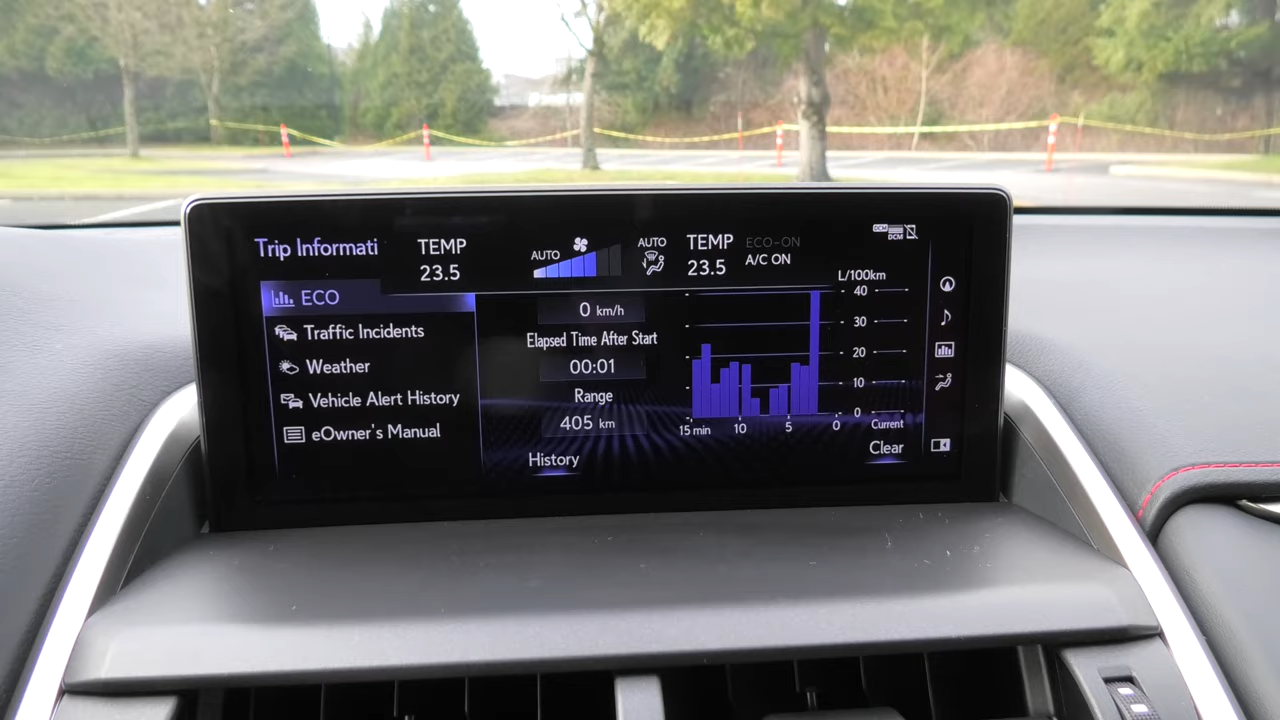 Trip Informati
TEMP
23.5
AUTO
AUTO
TEMP
23.5
ECO-ON
A/C ON
DCM
DCM
ECO
Traffic Incidents
Weather
Vehicle Alert History
eOwner's Manual
0 km/h
Elapsed Time After Start
00:01
Range
405 km
History
L/100km
40
30
20
10
0
15 min
10
5
0
Current
Clear